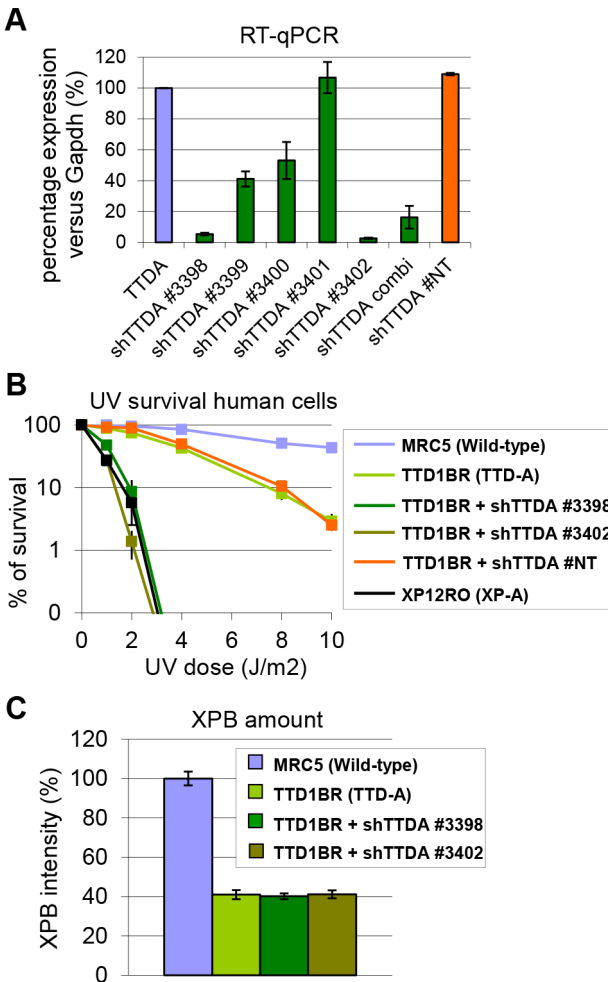 A
RT-qPCR
percentage expression
versus Gapdh (%)
120
100
80
60
40
20
0
TTDA
shTTDA #3398
shTTDA #3399
shTTDA #3400
shTTDA #3401
shTTDA #3402
shTTDA combi
shTTDA #NT
B
UV survival human cells
% of survival
100
10
1
0
0
2
4
6
8
10
UV dose (J/m2)
MRC5 (Wild-type)
TTD1BR (TTD-A)
TTD1BR + shTTDA #3398
TTD1BR + shTTDA #3402
TTD1BR + shTTDA #NT
XP12RO (XP-A)
C
XPB amount
XPB intensity (%)
120
100
80
60
40
20
0
MRC5 (Wild-type)
TTD1BR (TTD-A)
TTD1BR + shTTDA #3398
TTD1BR + shTTDA #3402